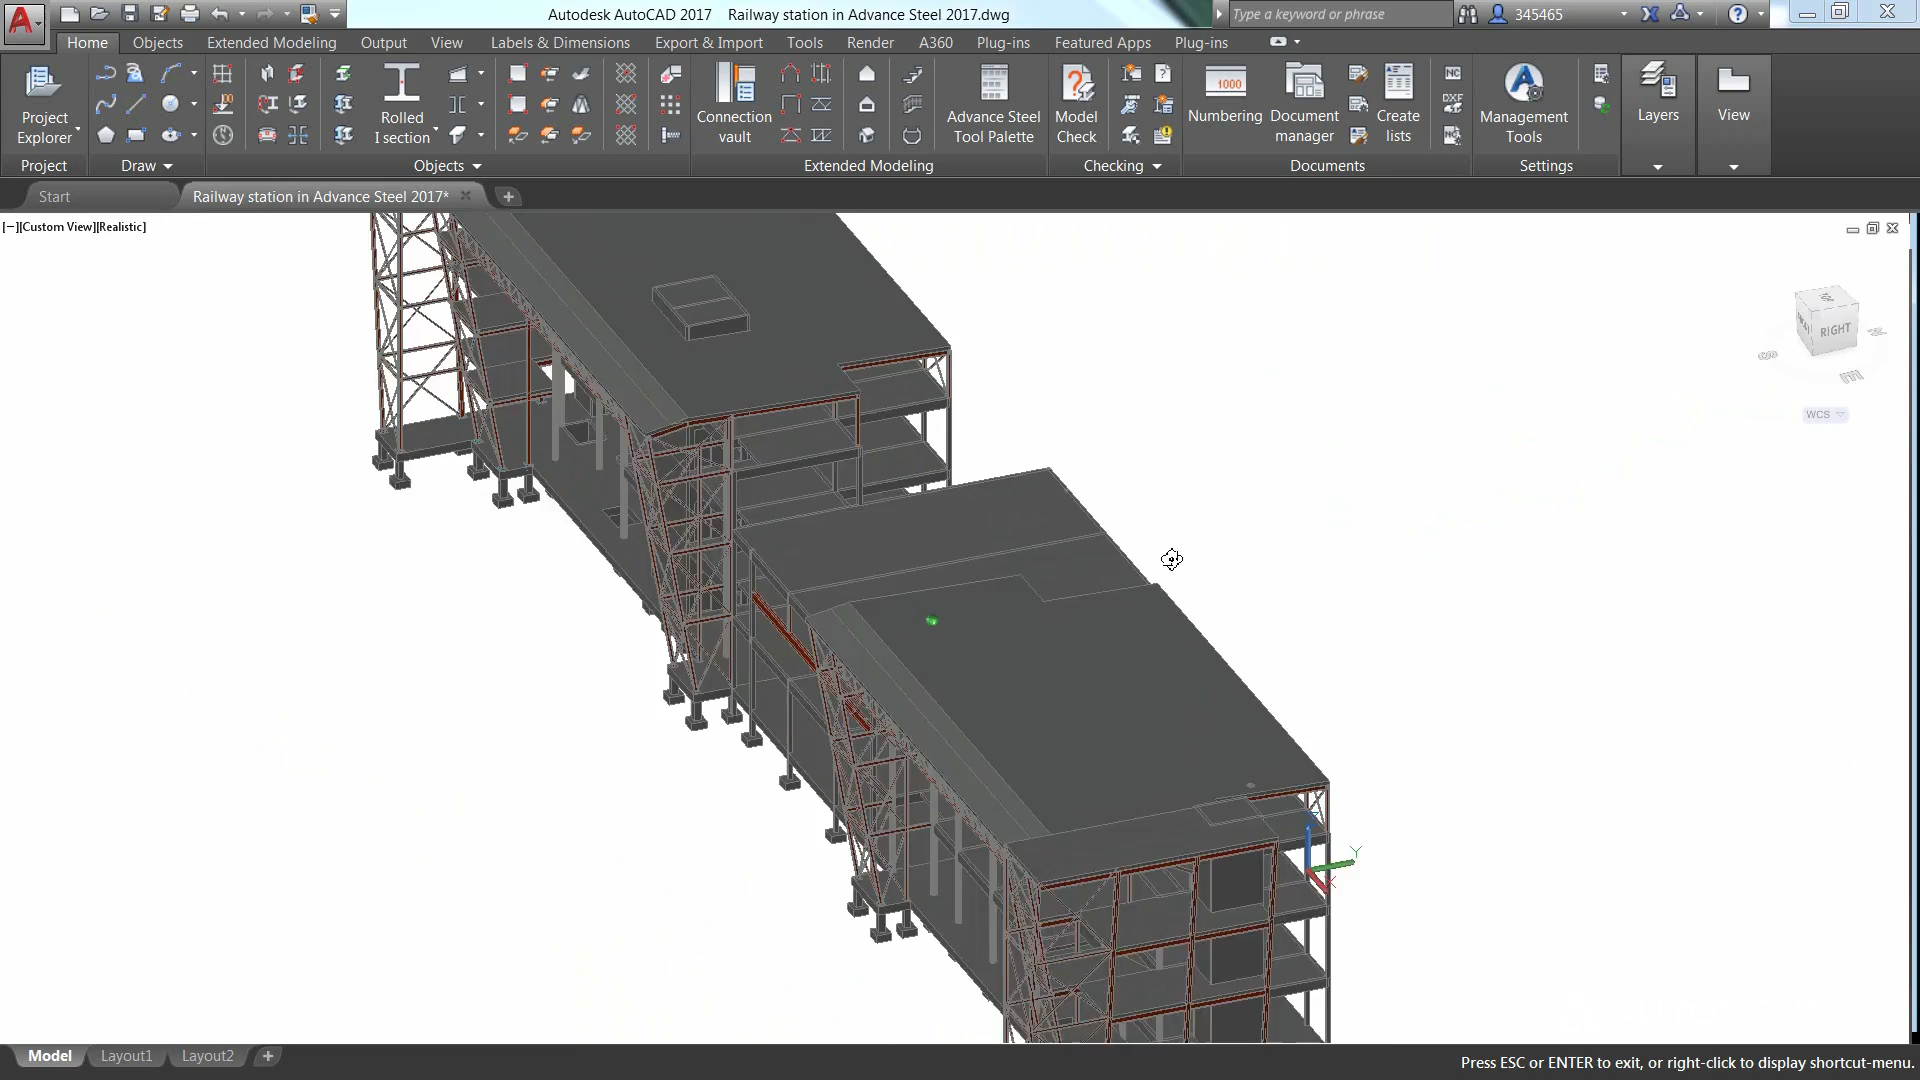 Autodesk AutoCAD 2017 Railway station in Advance Steel 2017.dwg
Type a keyword or phrase
345465
Home Objects Extended Modeling Output View Labels & Dimensions Export & Import Tools Render A360 Plug-ins Featured Apps Plug-ins
Project Explorer
Rolled I section
Connection vault
Advance Steel Tool Palette
Model Check
1000
Numbering
Document manager
Create lists
NC
DXF
Management Tools
Layers
View
Project Draw Objects Extended Modeling Checking Documents Settings
Start Railway station in Advance Steel 2017*
[−][Custom View][Realistic]
RIGHT
WCS
Y
X
Model Layout1 Layout2
Press ESC or ENTER to exit, or right-click to display shortcut-menu.